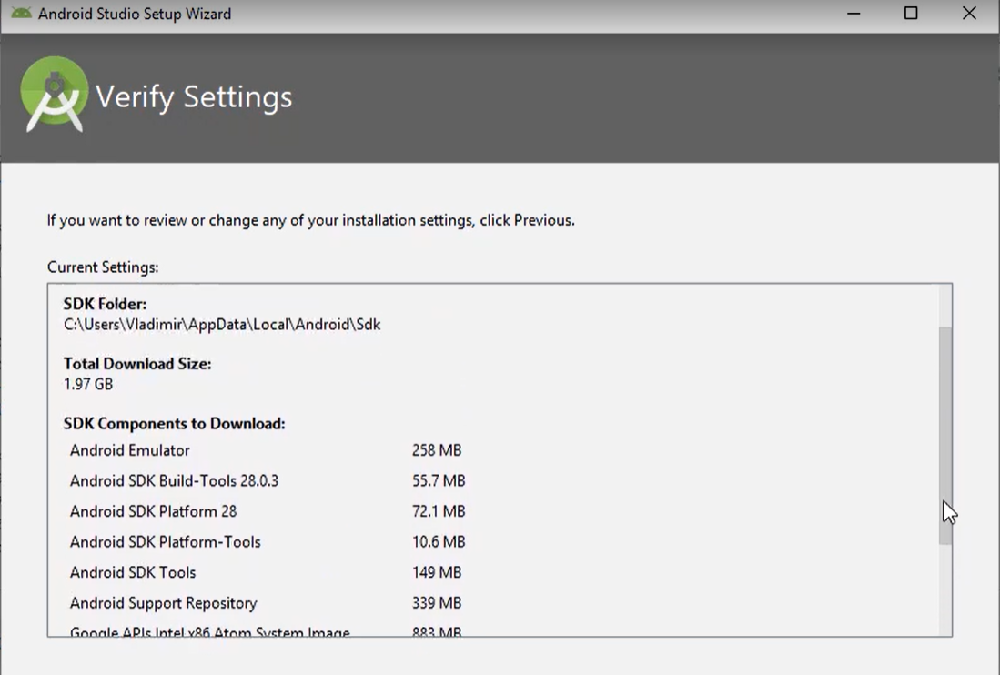 Android Studio Setup Wizard
Verify Settings
If you want to review or change any of your installation settings, click Previous.
Current Settings:
SDK Folder:
C:\Users\Vladimir\AppData\Local\Android\Sdk
Total Download Size:
1.97 GB
SDK Components to Download:
Android Emulator 258 MB
Android SDK Build-Tools 28.0.3 55.7 MB
Android SDK Platform 28 72.1 MB
Android SDK Platform-Tools 10.6 MB
Android SDK Tools 149 MB
Android Support Repository 339 MB
Google APIs Intel x86 Atom System Image 883 MB